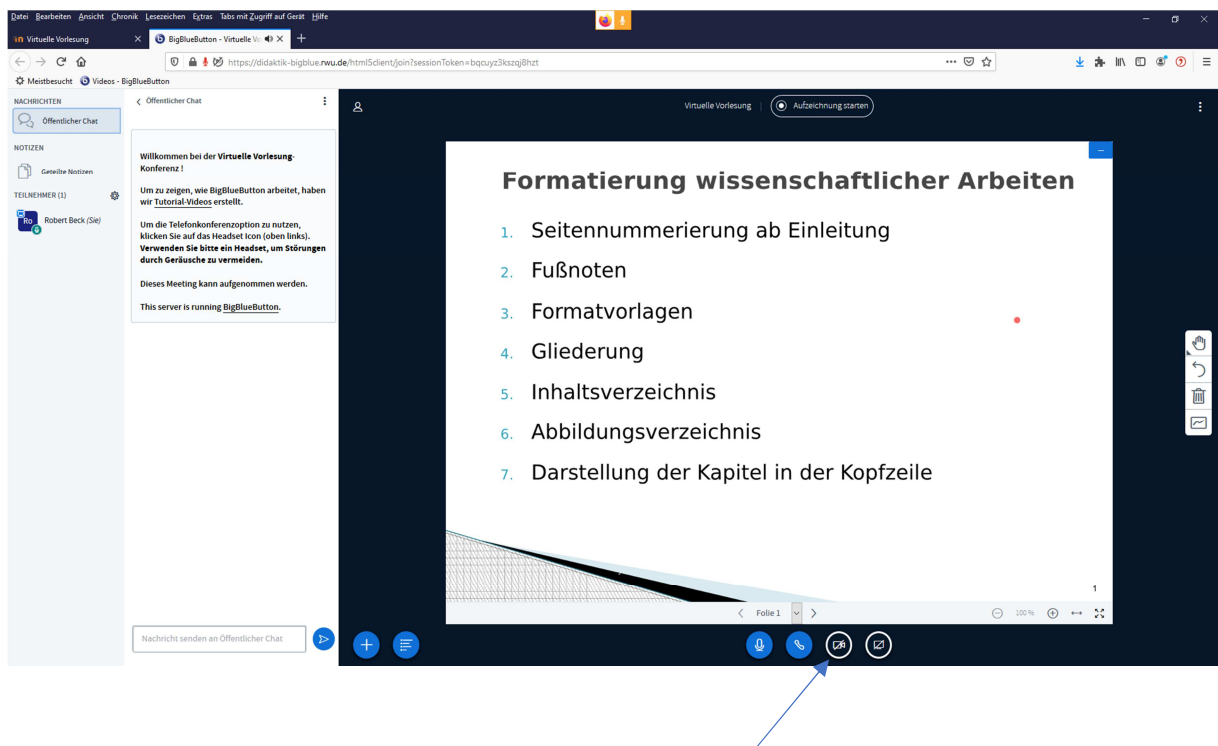 Datei Bearbeiten Ansicht Chronik Lesezeichen Extras Tabs mit Zugriff auf Gerät Hilfe
in Virtuelle Vorlesung
BigBlueButton - Virtuelle Vo
https://didaktik-bigblue.rwu.de/html5client/join?sessionToken=bqcuyz3kszqj8hzt
Meistbesucht Videos - BigBlueButton
NACHRICHTEN
Öffentlicher Chat
NOTIZEN
Geteilte Notizen
TEILNEHMER (1)
Ro Robert Beck (Sie)
Öffentlicher Chat
Willkommen bei der Virtuelle Vorlesung-
Konferenz !
Um zu zeigen, wie BigBlueButton arbeitet, haben
wir Tutorial-Videos erstellt.
Um die Telefonkonferenzoption zu nutzen,
klicken Sie auf das Headset Icon (oben links).
Verwenden Sie bitte ein Headset, um Störungen
durch Geräusche zu vermeiden.
Dieses Meeting kann aufgenommen werden.
This server is running BigBlueButton.
Nachricht senden an Öffentlicher Chat
Virtuelle Vorlesung | Aufzeichnung starten
Formatierung wissenschaftlicher Arbeiten
1. Seitennummerierung ab Einleitung
2. Fußnoten
3. Formatvorlagen
4. Gliederung
5. Inhaltsverzeichnis
6. Abbildungsverzeichnis
7. Darstellung der Kapitel in der Kopfzeile
1
Folie 1
100 %